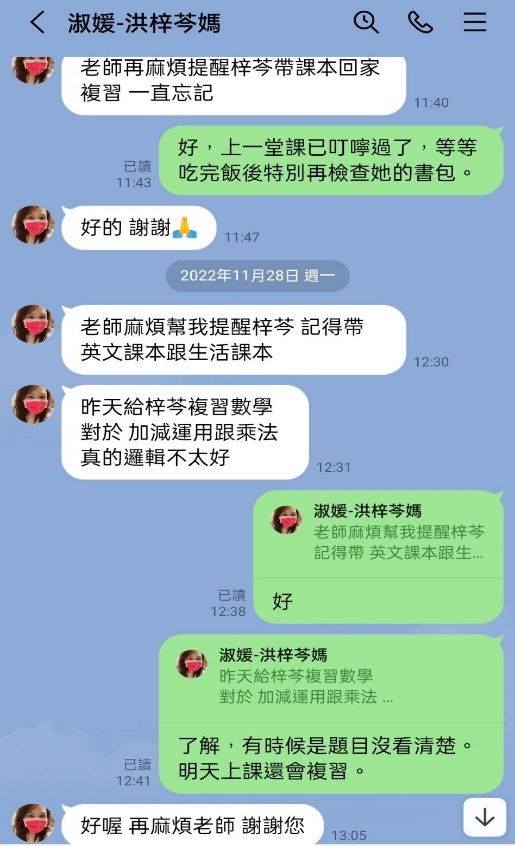 淑媛-洪梓芩媽
老師再麻煩提醒梓芩帶課本回家
複習 一直忘記
11:40
好，上一堂課已叮嚀過了，等等
吃完飯後特別再檢查她的書包。
已讀
11:43
好的 謝謝🙏
11:47
2022年11月28日 週一
老師麻煩幫我提醒梓芩 記得帶
英文課本跟生活課本
12:30
昨天給梓芩複習數學
對於 加減運用跟乘法
真的邏輯不太好
12:31
淑媛-洪梓芩媽
老師麻煩幫我提醒梓芩
記得帶 英文課本跟生...
好
已讀
12:38
淑媛-洪梓芩媽
昨天給梓芩複習數學
對於 加減運用跟乘法 ...
了解，有時候是題目沒看清楚。
明天上課還會複習。
已讀
12:41
好喔 再麻煩老師 謝謝您
13:05